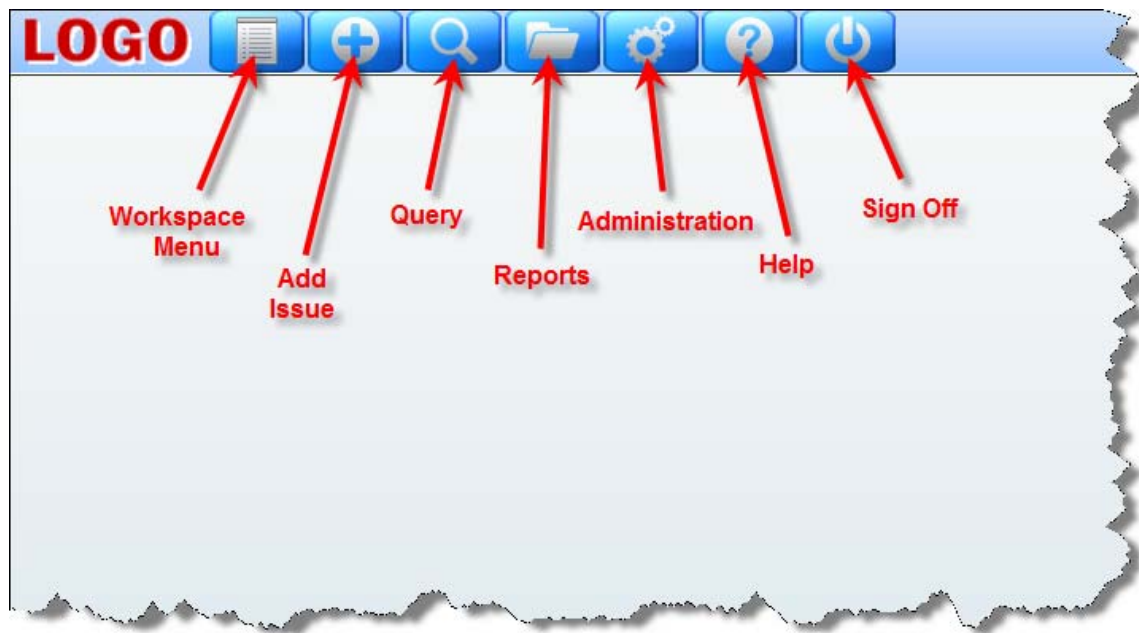 LOGO
Workspace
Menu
Add
Issue
Query
Reports
Administration
Help
Sign Off